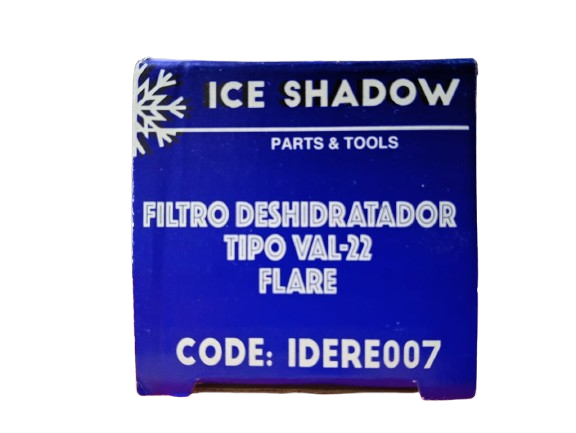 ICE SHADOW
PARTS & TOOLS
FILTRO DESHIDRATADOR
TIPO VAL-22
FLARE
CODE: IDERE007